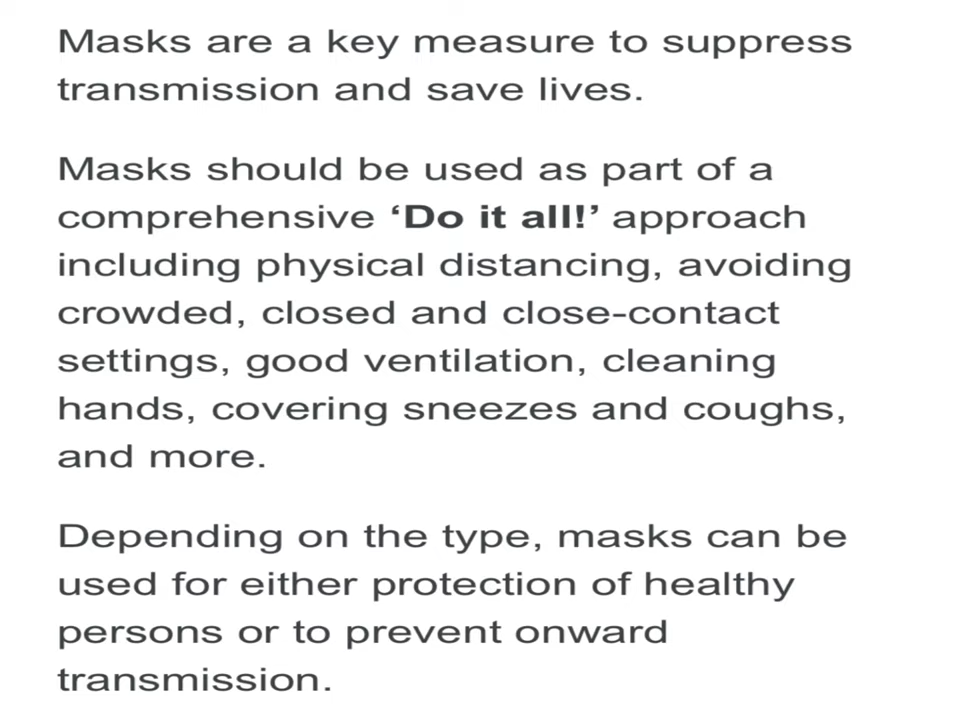 Masks are a key measure to suppress
transmission and save lives.
Masks should be used as part of a
comprehensive ‘Do it all!’ approach
including physical distancing, avoiding
crowded, closed and close-contact
settings, good ventilation, cleaning
hands, covering sneezes and coughs,
and more.
Depending on the type, masks can be
used for either protection of healthy
persons or to prevent onward
transmission.